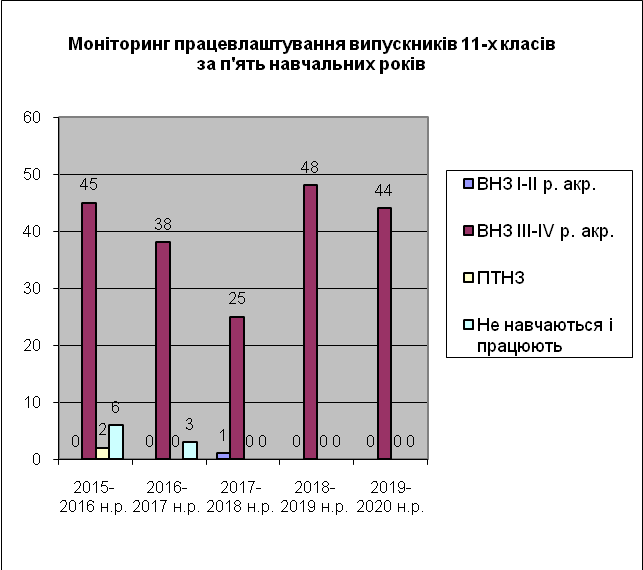 Моніторинг працевлаштування випускників 11-х класів
за п'ять навчальних років
60
50
40
30
20
10
0
45
38
25
48
44
0 2 6
0 0 3
1 0 0
0 0 0
0 0 0
2015-
2016 н.р.
2016-
2017 н.р.
2017-
2018 н.р.
2018-
2019 н.р.
2019-
2020 н.р.
ВНЗ І-ІІ р. акр.
ВНЗ ІІІ-IV р. акр.
ПТНЗ
Не навчаються і
працюють